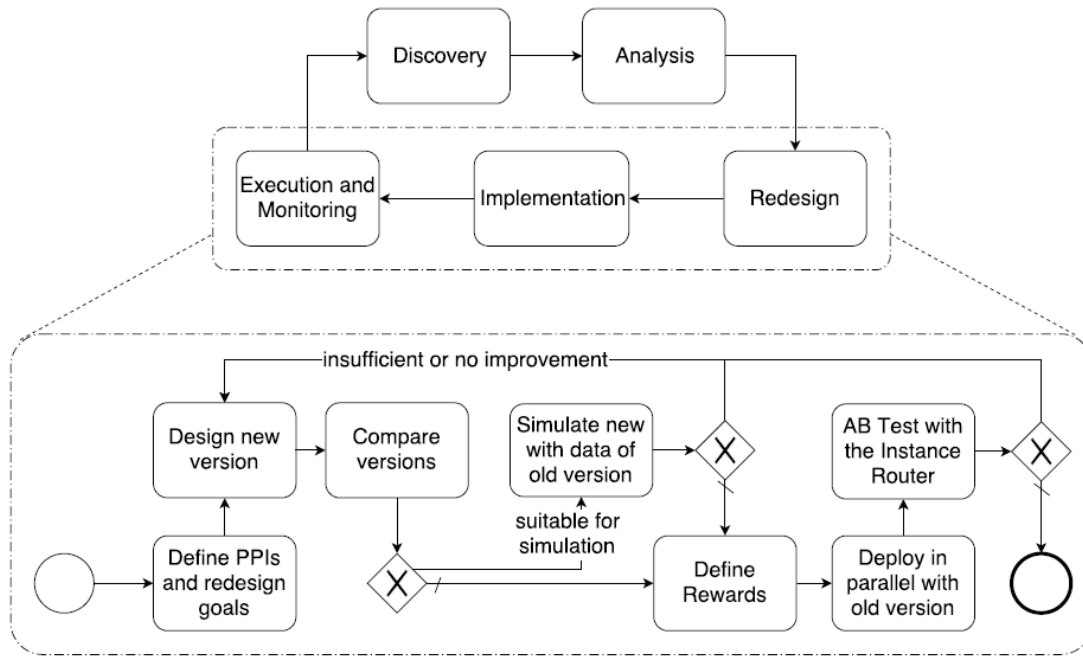 Discovery
Analysis
Execution and
Monitoring
Implementation
Redesign
insufficient or no improvement
Design new
version
Compare
versions
Simulate new
with data of
old version
X
AB Test with
the Instance
Router
X
suitable for
simulation
Define PPIs
and redesign
goals
X
Define
Rewards
Deploy in
parallel with
old version